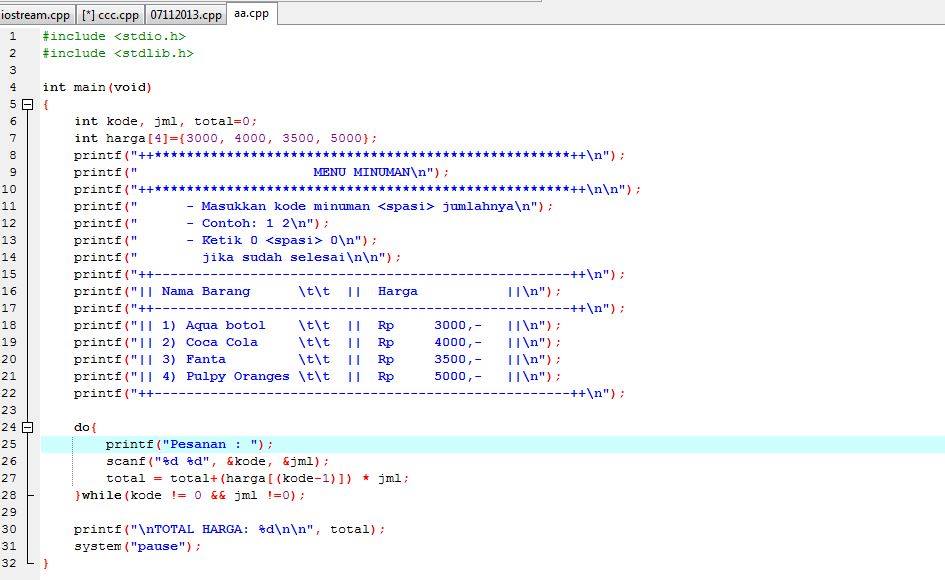 iostream.cpp [*] ccc.cpp 07112013.cpp aa.cpp
1 #include <stdio.h>
2 #include <stdlib.h>
3
4 int main(void)
5 {
6     int kode, jml, total=0;
7     int harga[4]={3000, 4000, 3500, 5000};
8     printf("++****************************************************++\n");
9     printf("                      MENU MINUMAN\n");
10     printf("++****************************************************++\n\n");
11     printf("      - Masukkan kode minuman <spasi> jumlahnya\n");
12     printf("      - Contoh: 1 2\n");
13     printf("      - Ketik 0 <spasi> 0\n");
14     printf("        jika sudah selesai\n\n");
15     printf("++----------------------------------------------------++\n");
16     printf("|| Nama Barang      \t\t  ||  Harga           ||\n");
17     printf("++----------------------------------------------------++\n");
18     printf("|| 1) Aqua botol    \t\t  ||  Rp     3000,-   ||\n");
19     printf("|| 2) Coca Cola     \t\t  ||  Rp     4000,-   ||\n");
20     printf("|| 3) Fanta         \t\t  ||  Rp     3500,-   ||\n");
21     printf("|| 4) Pulpy Oranges \t\t  ||  Rp     5000,-   ||\n");
22     printf("++----------------------------------------------------++\n");
23
24     do{
25         printf("Pesanan : ");
26         scanf("%d %d", &kode, &jml);
27         total = total+(harga[(kode-1)]) * jml;
28     }while(kode != 0 && jml !=0);
29
30     printf("\nTOTAL HARGA: %d\n\n", total);
31     system("pause");
32 }